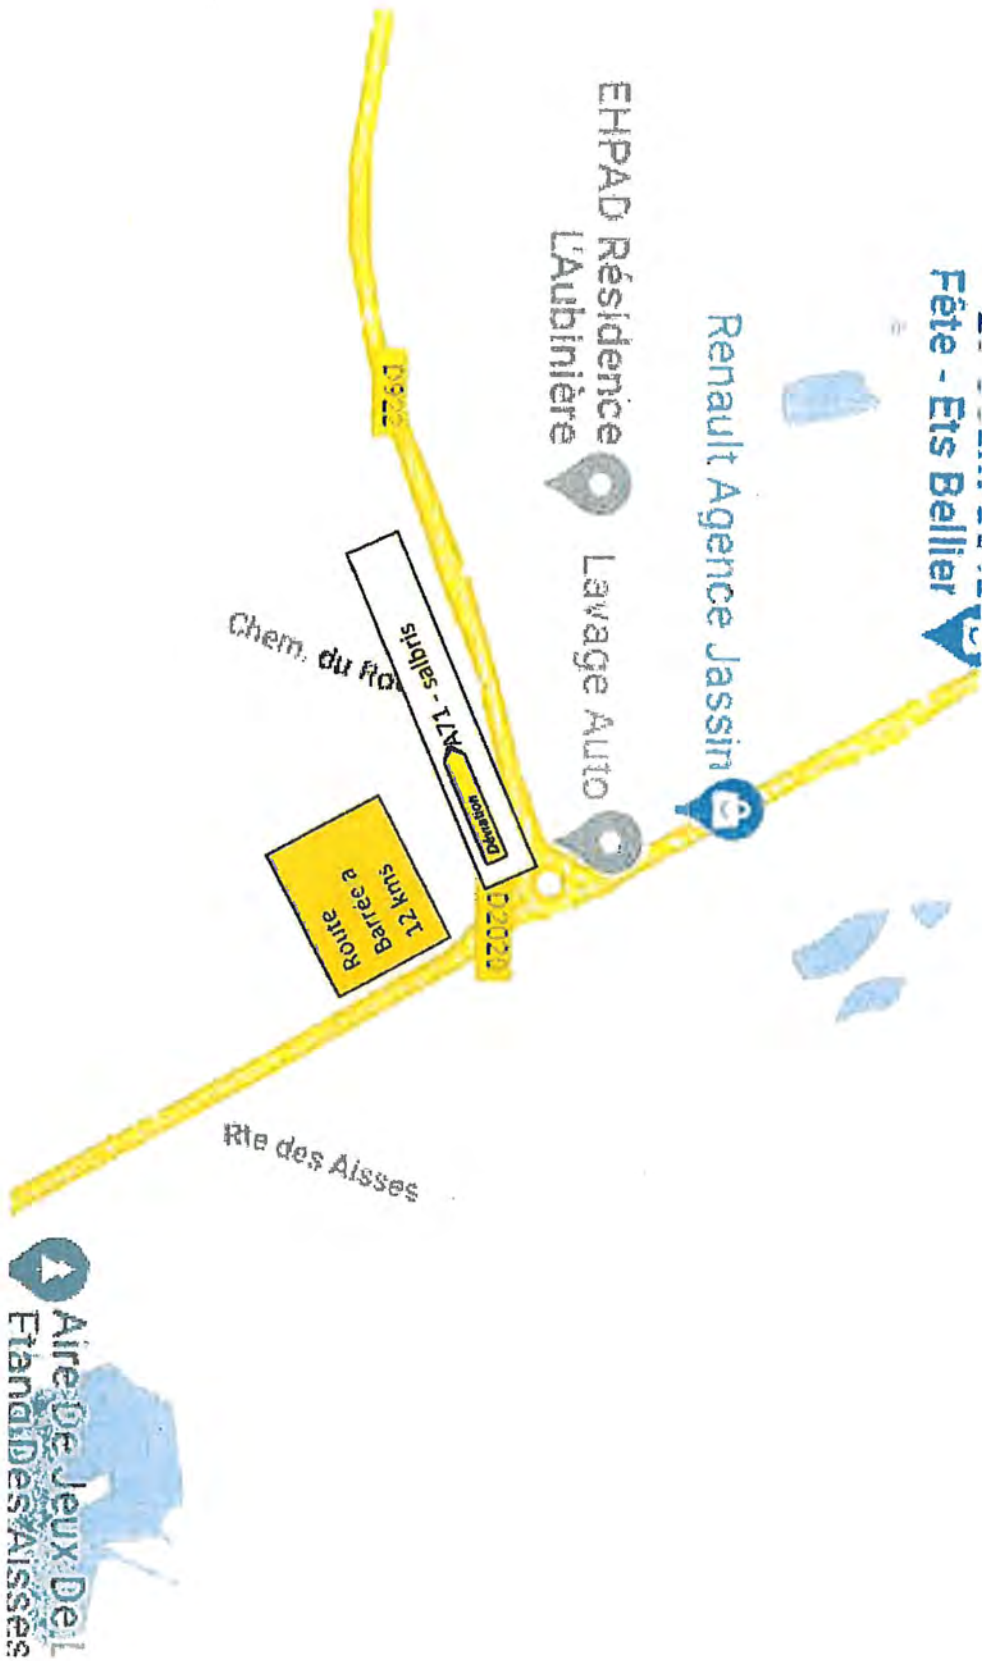 Fête - Ets Bellier
Renault Agence Jassin
EHPAD Résidence
L'Aubinière
Lavage Auto
D922
Chem. du
A71 - salbris
Déviation
D2020
Route
Barrée à
12 kms
Rte des Aisses
Aire De Jeux De L
Etang Des Aisses